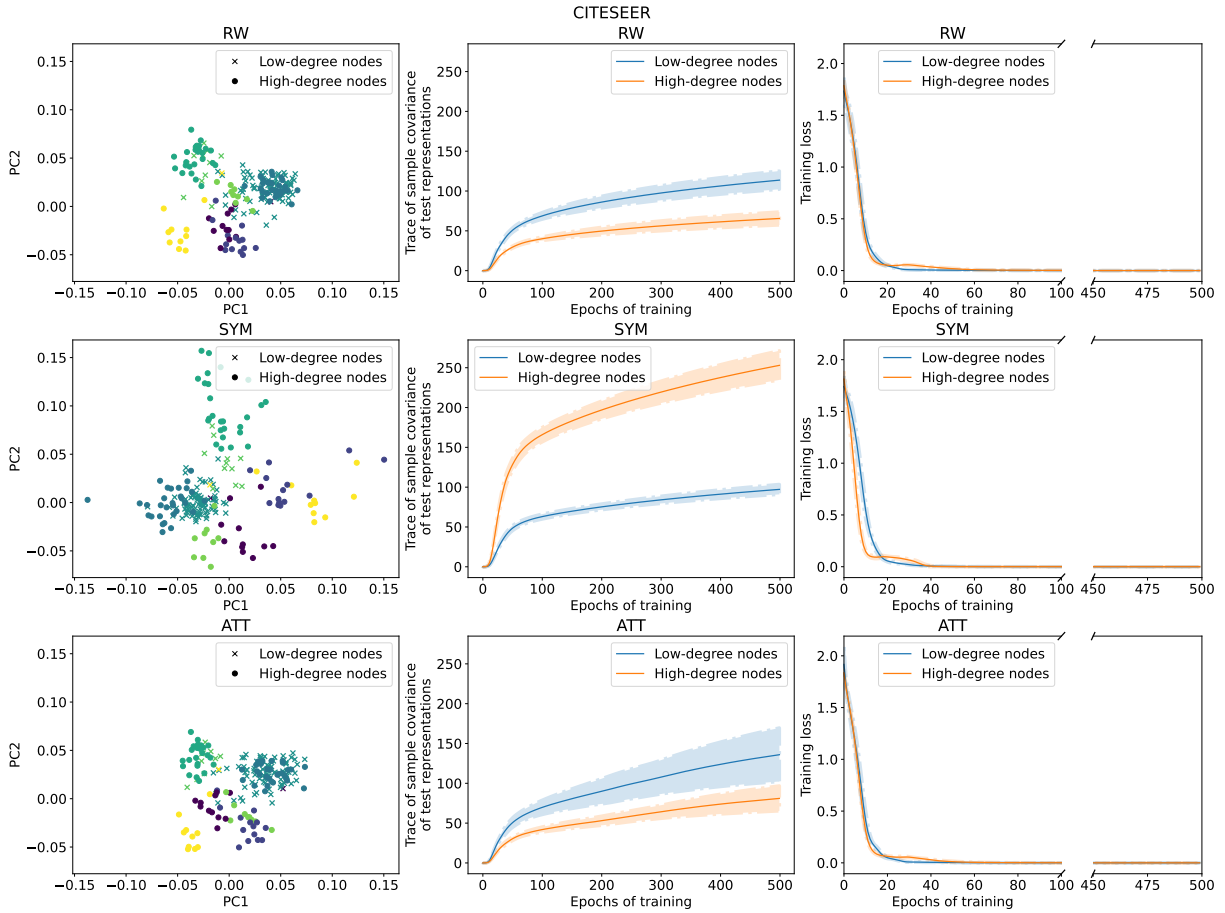 CITESEER
RW
RW
RW
0.15
0.10
0.05
0.00
−0.05
PC2
× Low-degree nodes
● High-degree nodes
−0.15 −0.10 −0.05 0.00 0.05 0.10 0.15
PC1
250
200
150
100
50
0
Trace of sample covariance
of test representations
Low-degree nodes
High-degree nodes
0 100 200 300 400 500
Epochs of training
2.0
1.5
1.0
0.5
0.0
Training loss
Low-degree nodes
High-degree nodes
0 20 40 60 80 100 450 475 500
Epochs of training
SYM
SYM
SYM
0.15
0.10
0.05
0.00
−0.05
PC2
× Low-degree nodes
● High-degree nodes
−0.15 −0.10 −0.05 0.00 0.05 0.10 0.15
PC1
250
200
150
100
50
0
Trace of sample covariance
of test representations
Low-degree nodes
High-degree nodes
0 100 200 300 400 500
Epochs of training
2.0
1.5
1.0
0.5
0.0
Training loss
Low-degree nodes
High-degree nodes
0 20 40 60 80 100 450 475 500
Epochs of training
ATT
ATT
ATT
0.15
0.10
0.05
0.00
−0.05
PC2
× Low-degree nodes
● High-degree nodes
−0.15 −0.10 −0.05 0.00 0.05 0.10 0.15
PC1
250
200
150
100
50
0
Trace of sample covariance
of test representations
Low-degree nodes
High-degree nodes
0 100 200 300 400 500
Epochs of training
2.0
1.5
1.0
0.5
0.0
Training loss
Low-degree nodes
High-degree nodes
0 20 40 60 80 100 450 475 500
Epochs of training